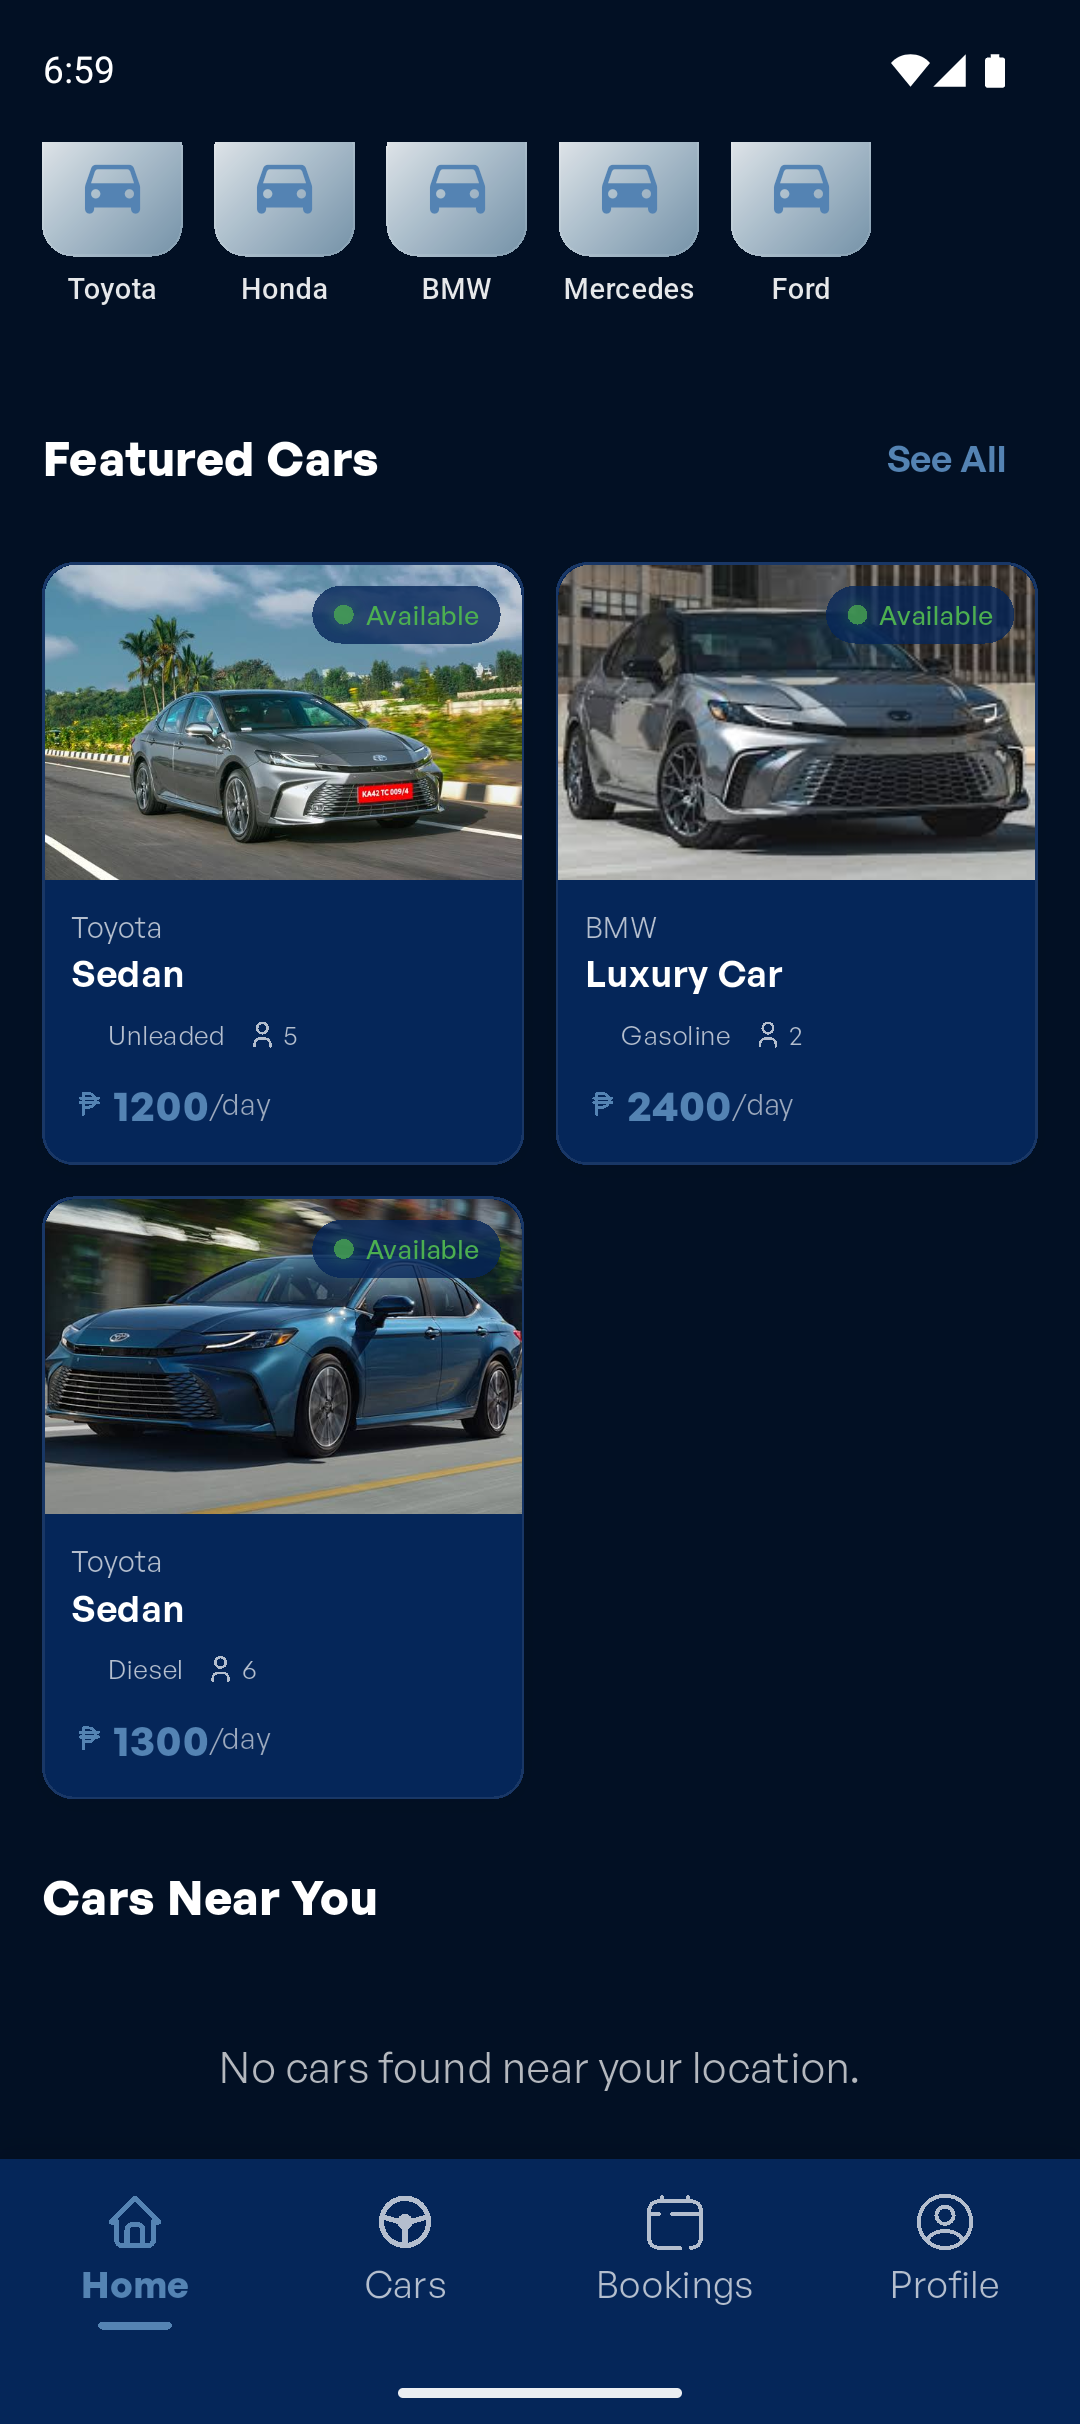 6:59
Toyota
Honda
BMW
Mercedes
Ford
Featured Cars
See All
Available
KA42 TC 009/4
Available
Toyota
Sedan
Unleaded 5
₱ 1200/day
BMW
Luxury Car
Gasoline 2
₱ 2400/day
Available
Toyota
Sedan
Diesel 6
₱ 1300/day
Cars Near You
No cars found near your location.
Home
Cars
Bookings
Profile